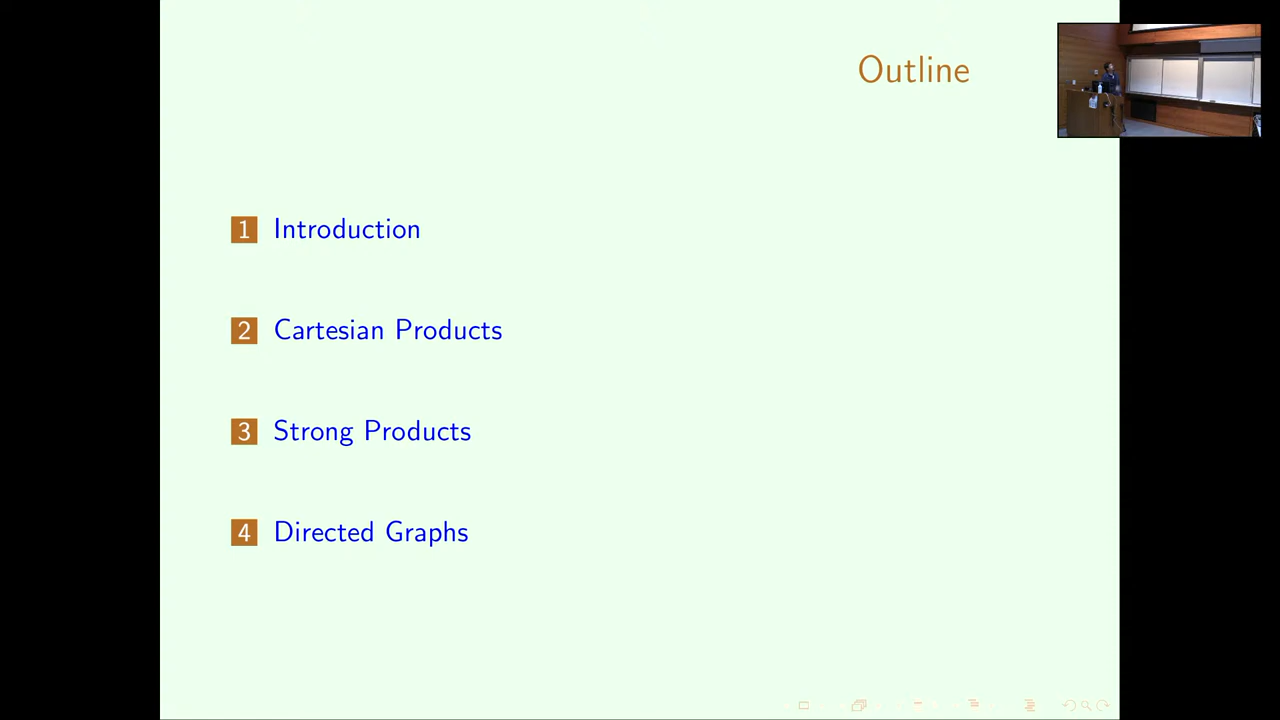 Outline
1 Introduction
2 Cartesian Products
3 Strong Products
4 Directed Graphs